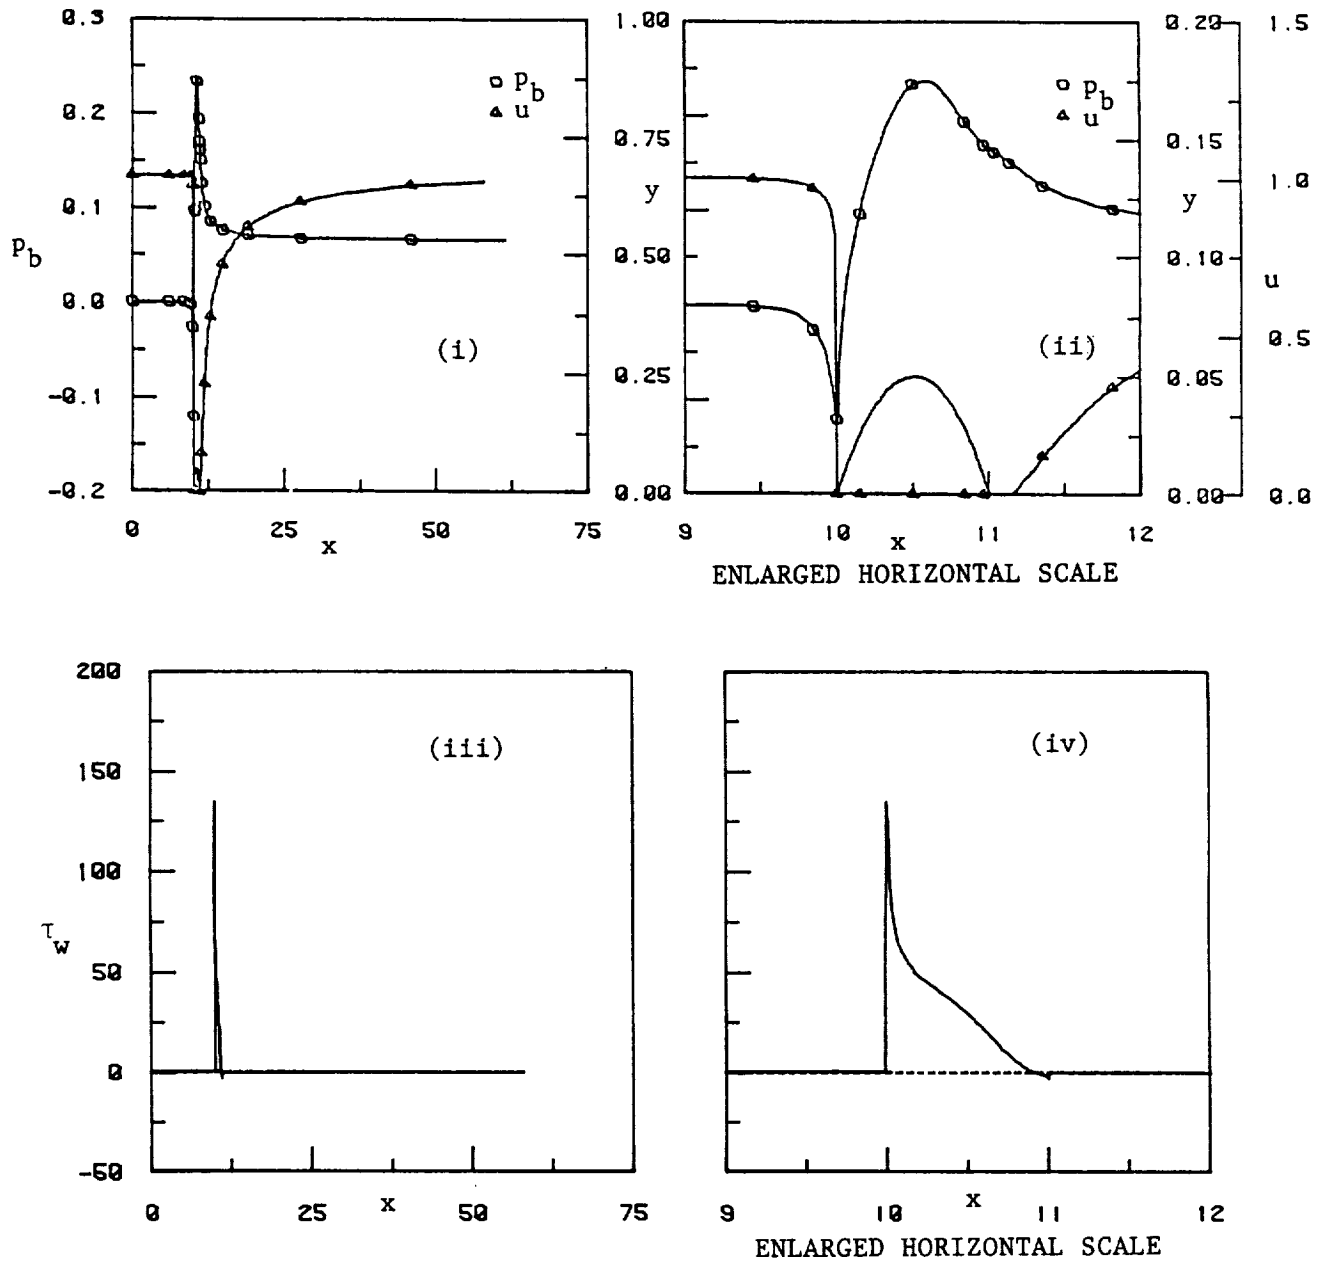 0.3
0.2
0.1
0.0
-0.1
-0.2
p_b
0
25
50
75
x
p_b
u
(i)
1.00
0.75
y
0.50
0.25
0.00
9
10
11
12
x
ENLARGED HORIZONTAL SCALE
p_b
u
(ii)
0.20
0.15
y
0.10
0.05
0.00
1.5
1.0
u
0.5
0.0
200
150
100
τ_w
50
0
-50
0
25
50
75
x
(iii)
(iv)
9
10
11
12
x
ENLARGED HORIZONTAL SCALE